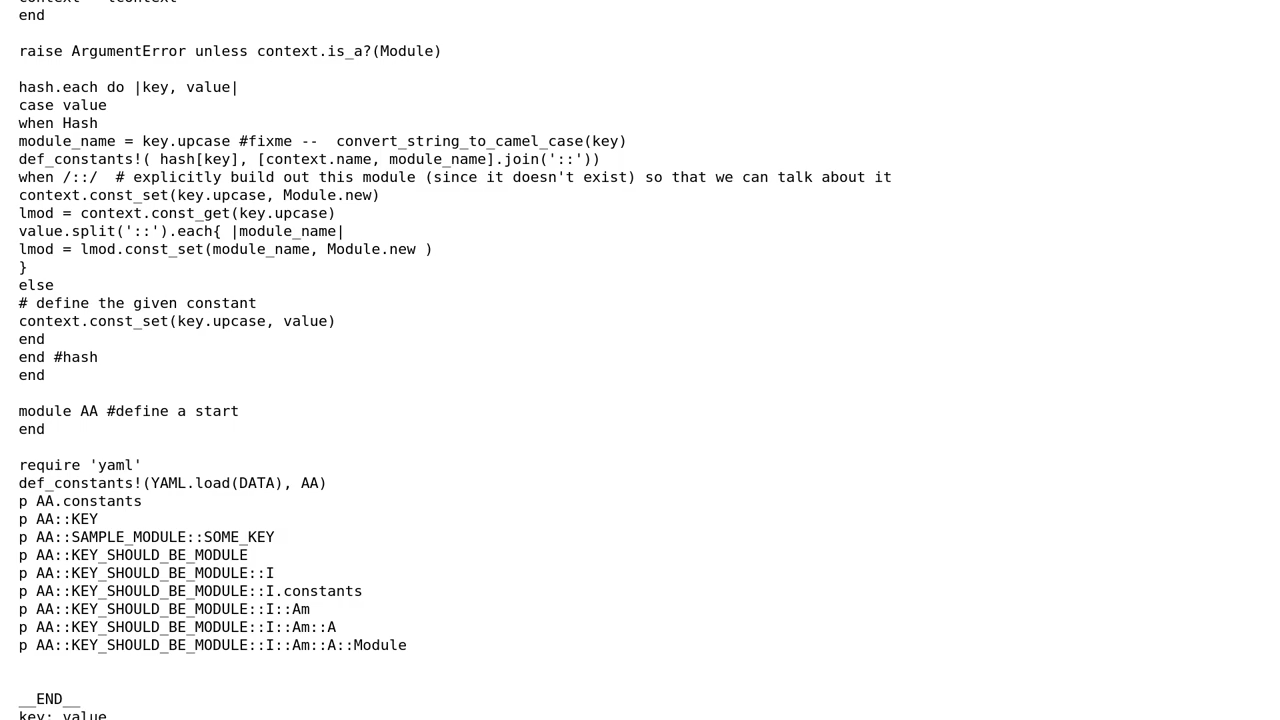 end
raise ArgumentError unless context.is_a?(Module)
hash.each do |key, value|
case value
when Hash
module_name = key.upcase #fixme --  convert_string_to_camel_case(key)
def_constants!( hash[key], [context.name, module_name].join('::'))
when /::/  # explicitly build out this module (since it doesn't exist) so that we can talk about it
context.const_set(key.upcase, Module.new)
lmod = context.const_get(key.upcase)
value.split('::').each{ |module_name|
lmod = lmod.const_set(module_name, Module.new )
}
else
# define the given constant
context.const_set(key.upcase, value)
end
end #hash
end
module AA #define a start
end
require 'yaml'
def_constants!(YAML.load(DATA), AA)
p AA.constants
p AA::KEY
p AA::SAMPLE_MODULE::SOME_KEY
p AA::KEY_SHOULD_BE_MODULE
p AA::KEY_SHOULD_BE_MODULE::I
p AA::KEY_SHOULD_BE_MODULE::I.constants
p AA::KEY_SHOULD_BE_MODULE::I::Am
p AA::KEY_SHOULD_BE_MODULE::I::Am::A
p AA::KEY_SHOULD_BE_MODULE::I::Am::A::Module
__END__
key: value